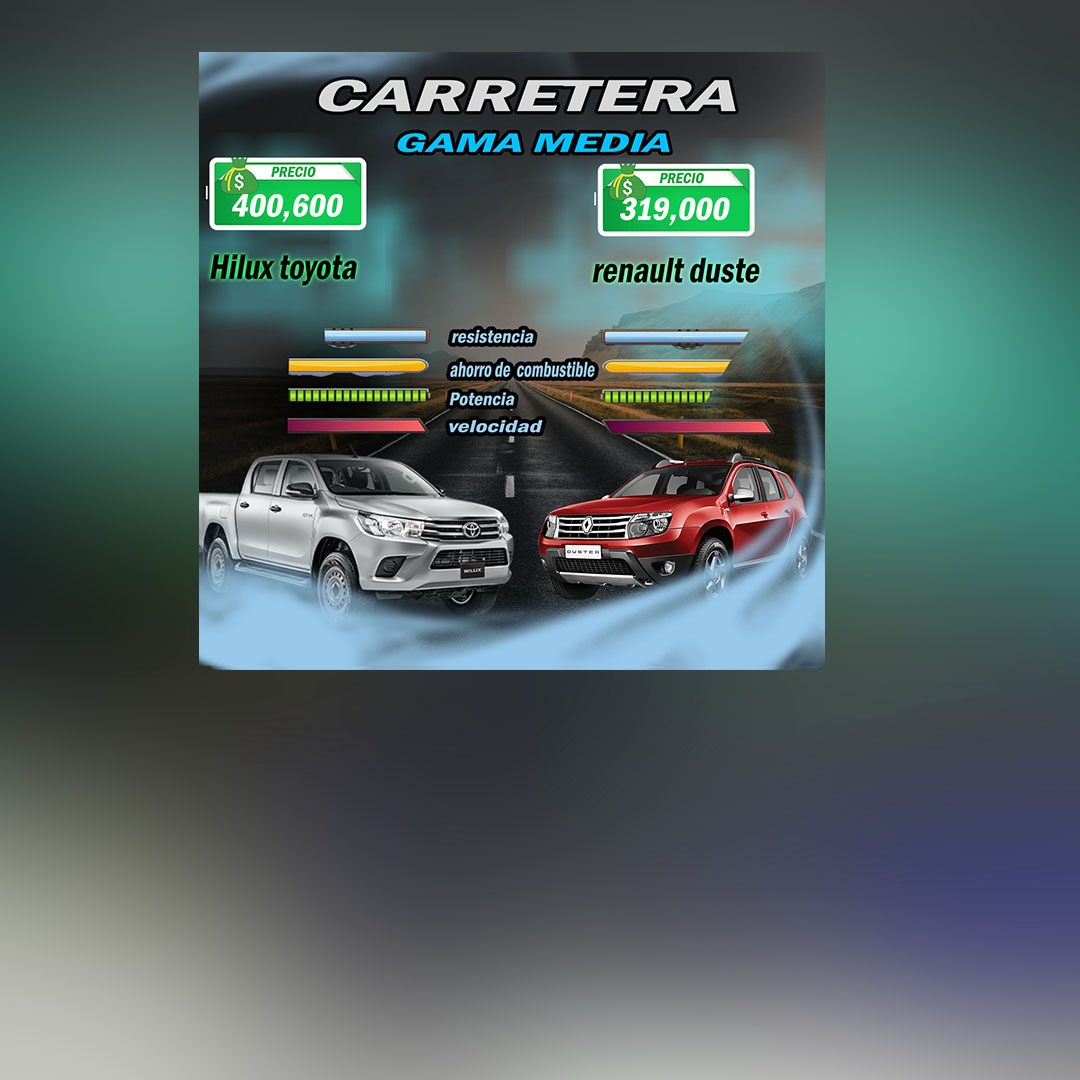 CARRETERA
GAMA MEDIA
$ PRECIO
400,600
$ PRECIO
319,000
Hilux toyota
renault duste
resistencia
ahorro de combustible
Potencia
velocidad
HILUX
DUSTER